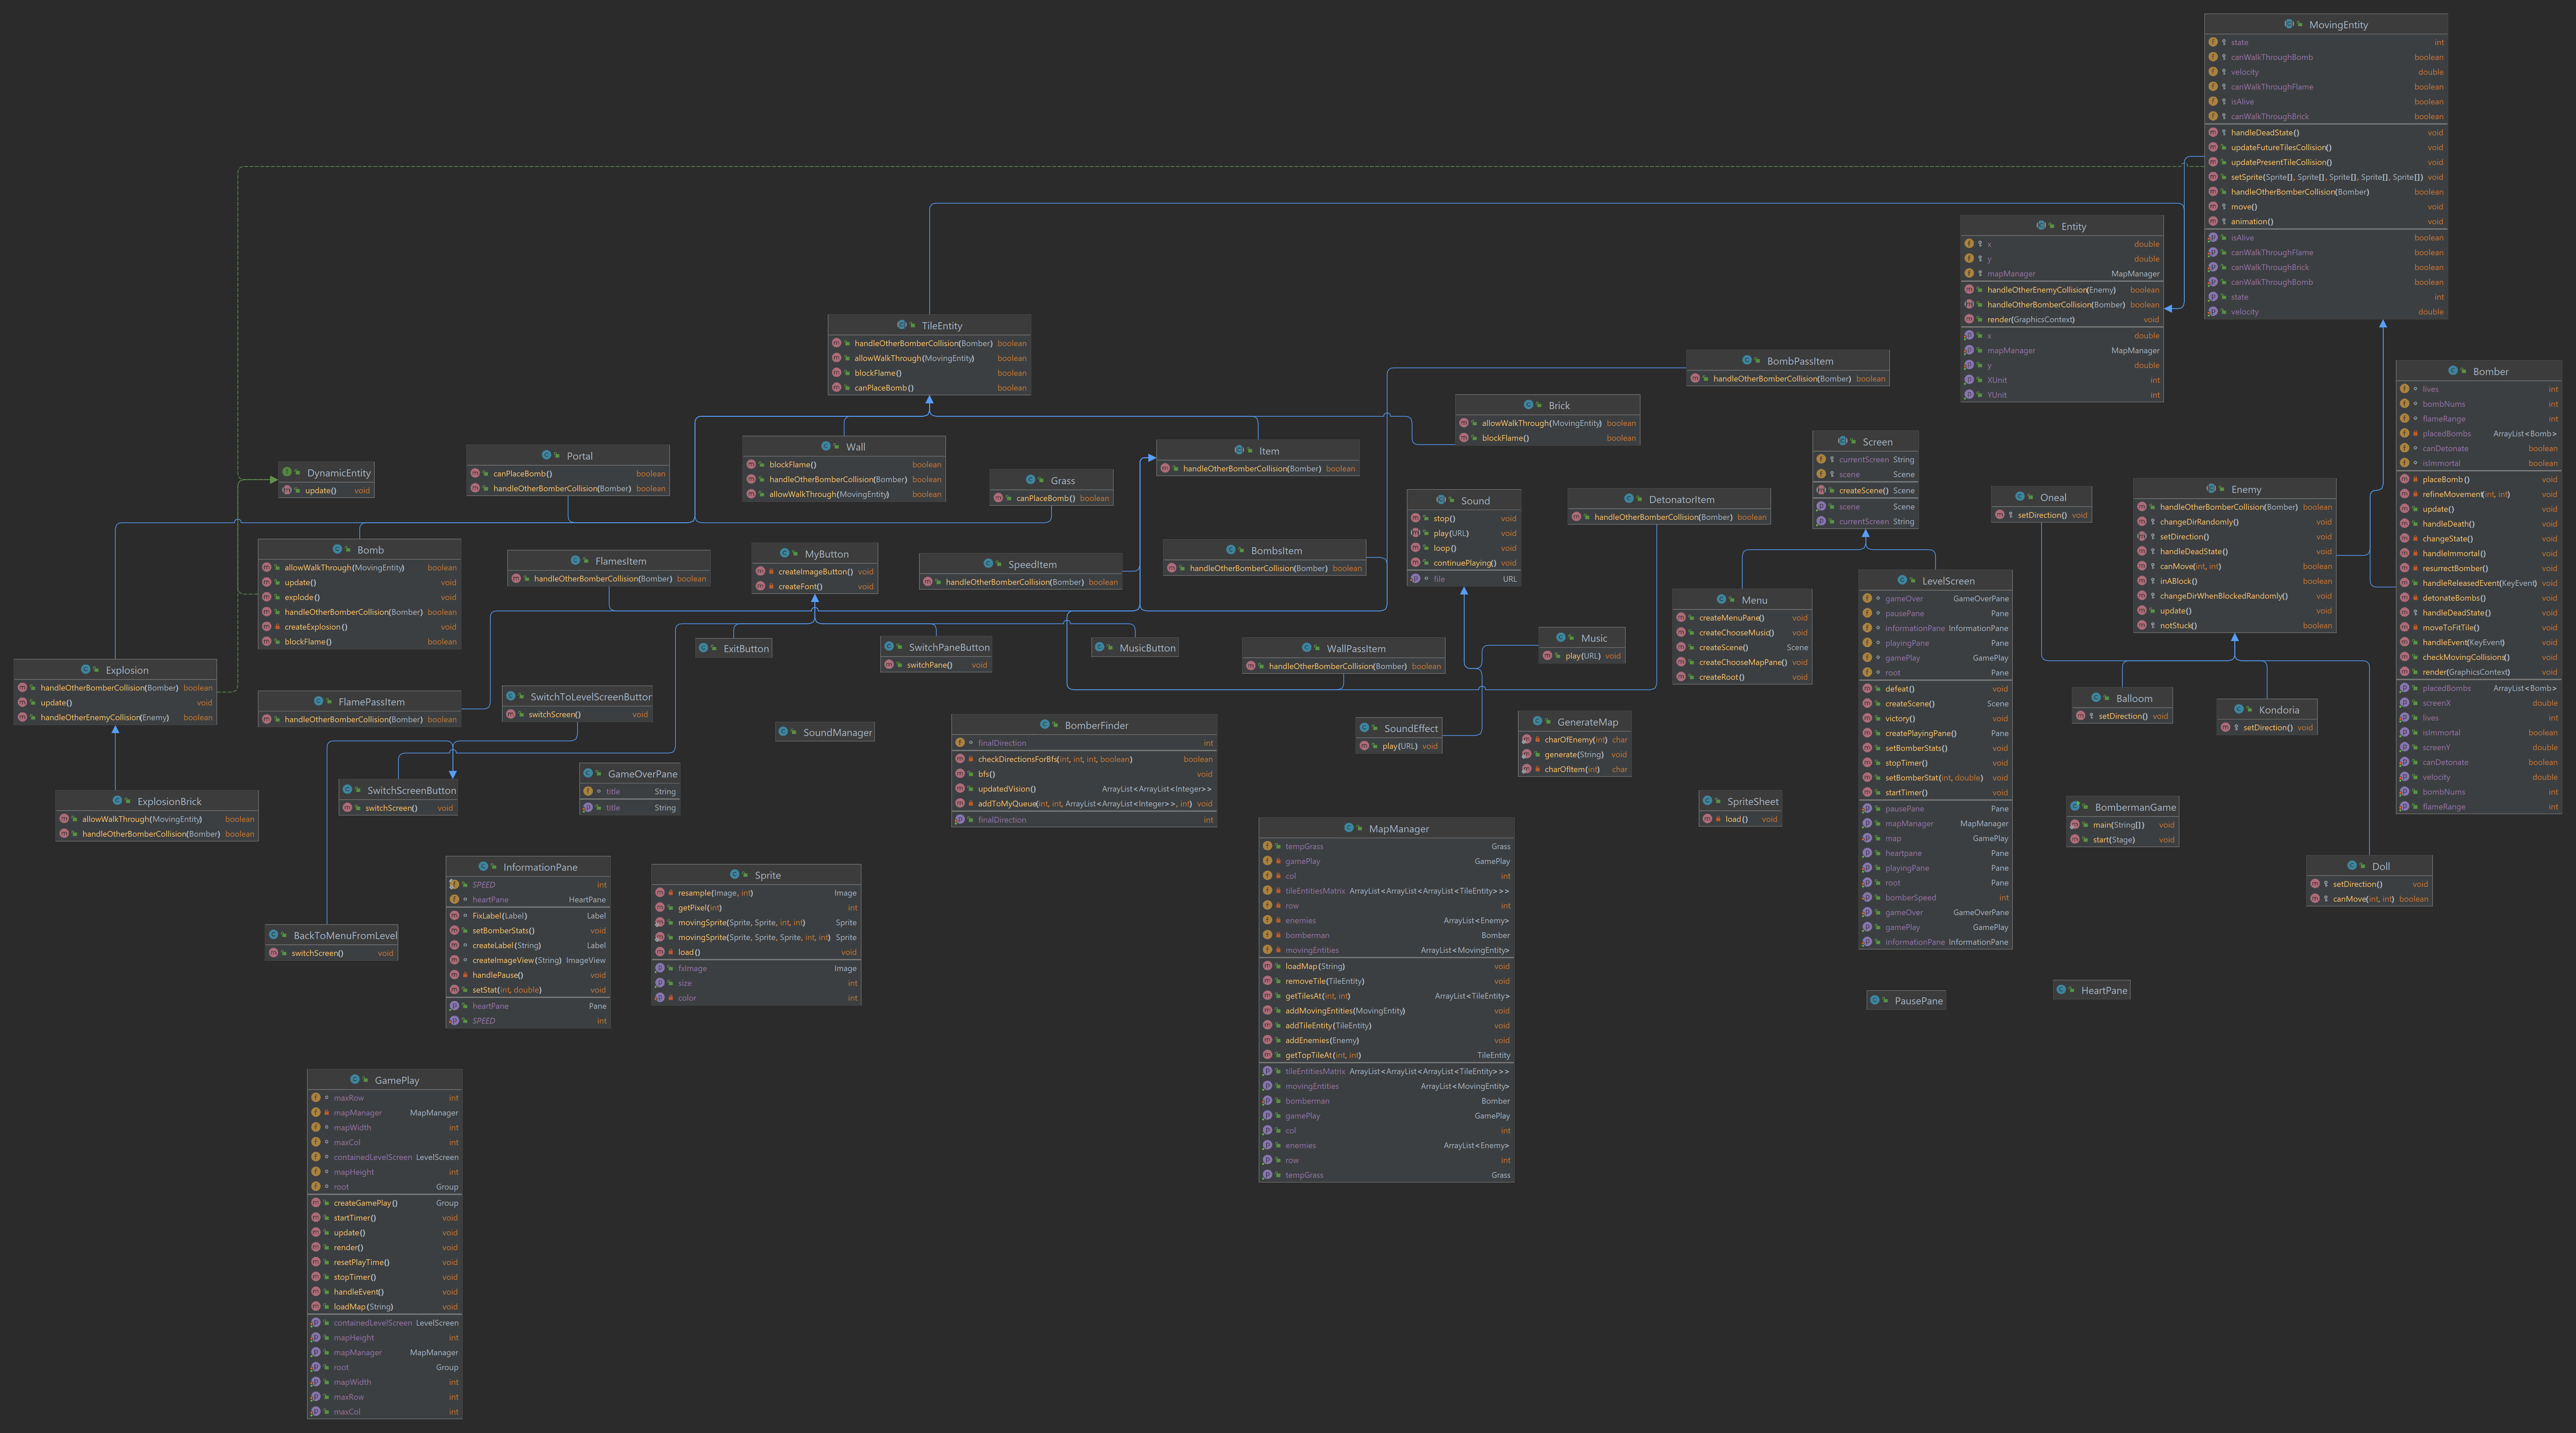 MovingEntity
state int
canWalkThroughBomb boolean
velocity double
canWalkThroughFlame boolean
isAlive boolean
canWalkThroughBrick boolean
handleDeadState() void
updateFutureTilesCollision() void
updatePresentTileCollision() void
setSprite(Sprite[], Sprite[], Sprite[], Sprite[], Sprite[]) void
handleOtherBomberCollision(Bomber) boolean
move() void
animation() void
isAlive boolean
canWalkThroughFlame boolean
canWalkThroughBrick boolean
canWalkThroughBomb boolean
state int
velocity double
Entity
x double
y double
mapManager MapManager
handleOtherEnemyCollision(Enemy) boolean
handleOtherBomberCollision(Bomber) boolean
render(GraphicsContext) void
x double
mapManager MapManager
y double
XUnit int
YUnit int
TileEntity
handleOtherBomberCollision(Bomber) boolean
allowWalkThrough(MovingEntity) boolean
blockFlame() boolean
canPlaceBomb() boolean
BombPassItem
handleOtherBomberCollision(Bomber) boolean
Bomber
lives int
bombNums int
flameRange int
placedBombs ArrayList<Bomb>
canDetonate boolean
isImmortal boolean
placeBomb() void
refineMovement(int, int) void
update() void
handleDeath() void
changeState() void
handleImmortal() void
resurrectBomber() void
handleReleasedEvent(KeyEvent) void
detonateBombs() void
handleDeadState() void
moveToFitTile() void
handleEvent(KeyEvent) void
checkMovingCollisions() void
render(GraphicsContext) void
placedBombs ArrayList<Bomb>
screenX double
lives int
isImmortal boolean
screenY double
canDetonate boolean
velocity double
bombNums int
flameRange int
Brick
allowWalkThrough(MovingEntity) boolean
blockFlame() boolean
DynamicEntity
update() void
Portal
canPlaceBomb() boolean
handleOtherBomberCollision(Bomber) boolean
Wall
blockFlame() boolean
handleOtherBomberCollision(Bomber) boolean
allowWalkThrough(MovingEntity) boolean
Grass
canPlaceBomb() boolean
Item
handleOtherBomberCollision(Bomber) boolean
Screen
currentScreen String
scene Scene
createScene() Scene
scene Scene
currentScreen String
Sound
stop() void
play(URL) void
loop() void
continuePlaying() void
file URL
DetonatorItem
handleOtherBomberCollision(Bomber) boolean
Oneal
setDirection() void
Enemy
handleOtherBomberCollision(Bomber) boolean
changeDirRandomly() void
setDirection() void
handleDeadState() void
canMove(int, int) boolean
inABlock() boolean
changeDirWhenBlockedRandomly() void
update() void
notStuck() boolean
Bomb
allowWalkThrough(MovingEntity) boolean
update() void
explode() void
handleOtherBomberCollision(Bomber) boolean
createExplosion() void
blockFlame() boolean
FlamesItem
handleOtherBomberCollision(Bomber) boolean
MyButton
createImageButton() void
createFont() void
SpeedItem
handleOtherBomberCollision(Bomber) boolean
BombsItem
handleOtherBomberCollision(Bomber) boolean
LevelScreen
gameOver GameOverPane
pausePane Pane
informationPane InformationPane
playingPane Pane
gamePlay GamePlay
root Pane
defeat() void
createScene() Scene
victory() void
createPlayingPane() Pane
setBomberStats() void
stopTimer() void
setBomberStat(int, double) void
startTimer() void
pausePane Pane
mapManager MapManager
map GamePlay
heartpane Pane
playingPane Pane
root Pane
bomberSpeed int
gameOver GameOverPane
gamePlay GamePlay
informationPane InformationPane
Menu
createMenuPane() void
createChooseMusic() void
createScene() Scene
createChooseMapPane() void
createRoot() void
ExitButton
SwitchPaneButton
switchPane() void
MusicButton
WallPassItem
handleOtherBomberCollision(Bomber) boolean
Music
play(URL) void
Explosion
handleOtherBomberCollision(Bomber) boolean
update() void
handleOtherEnemyCollision(Enemy) boolean
FlamePassItem
handleOtherBomberCollision(Bomber) boolean
SwitchToLevelScreenButton
switchScreen() void
SoundManager
BomberFinder
finalDirection int
checkDirectionsForBfs(int, int, int, boolean) boolean
bfs() void
updatedVision() ArrayList<ArrayList<Integer>>
addToMyQueue(int, int, ArrayList<ArrayList<Integer>>, int) void
finalDirection int
SoundEffect
play(URL) void
GenerateMap
charOfEnemy(int) char
generate(String) void
charOfItem(int) char
Balloom
setDirection() void
Kondoria
setDirection() void
SwitchScreenButton
switchScreen() void
GameOverPane
title String
title String
ExplosionBrick
allowWalkThrough(MovingEntity) boolean
handleOtherBomberCollision(Bomber) boolean
SpriteSheet
load() void
BombermanGame
main(String[]) void
start(Stage) void
MapManager
tempGrass Grass
gamePlay GamePlay
col int
tileEntitiesMatrix ArrayList<ArrayList<ArrayList<TileEntity>>>
row int
enemies ArrayList<Enemy>
bomberman Bomber
movingEntities ArrayList<MovingEntity>
loadMap(String) void
removeTile(TileEntity) void
getTilesAt(int, int) ArrayList<TileEntity>
addMovingEntities(MovingEntity) void
addTileEntity(TileEntity) void
addEnemies(Enemy) void
getTopTileAt(int, int) TileEntity
tileEntitiesMatrix ArrayList<ArrayList<ArrayList<TileEntity>>>
movingEntities ArrayList<MovingEntity>
bomberman Bomber
gamePlay GamePlay
col int
enemies ArrayList<Enemy>
row int
tempGrass Grass
Doll
setDirection() void
canMove(int, int) boolean
InformationPane
SPEED int
heartPane HeartPane
FixLabel(Label) Label
setBomberStats() void
createLabel(String) Label
createImageView(String) ImageView
handlePause() void
setStat(int, double) void
heartPane Pane
SPEED int
Sprite
resample(Image, int) Image
getPixel(int) int
movingSprite(Sprite, Sprite, int, int) Sprite
movingSprite(Sprite, Sprite, Sprite, int, int) Sprite
load() void
fxImage Image
size int
color int
BackToMenuFromLevel
switchScreen() void
PausePane
HeartPane
GamePlay
maxRow int
mapManager MapManager
mapWidth int
maxCol int
containedLevelScreen LevelScreen
mapHeight int
root Group
createGamePlay() Group
startTimer() void
update() void
render() void
resetPlayTime() void
stopTimer() void
handleEvent() void
loadMap(String) void
containedLevelScreen LevelScreen
mapHeight int
mapManager MapManager
root Group
mapWidth int
maxRow int
maxCol int